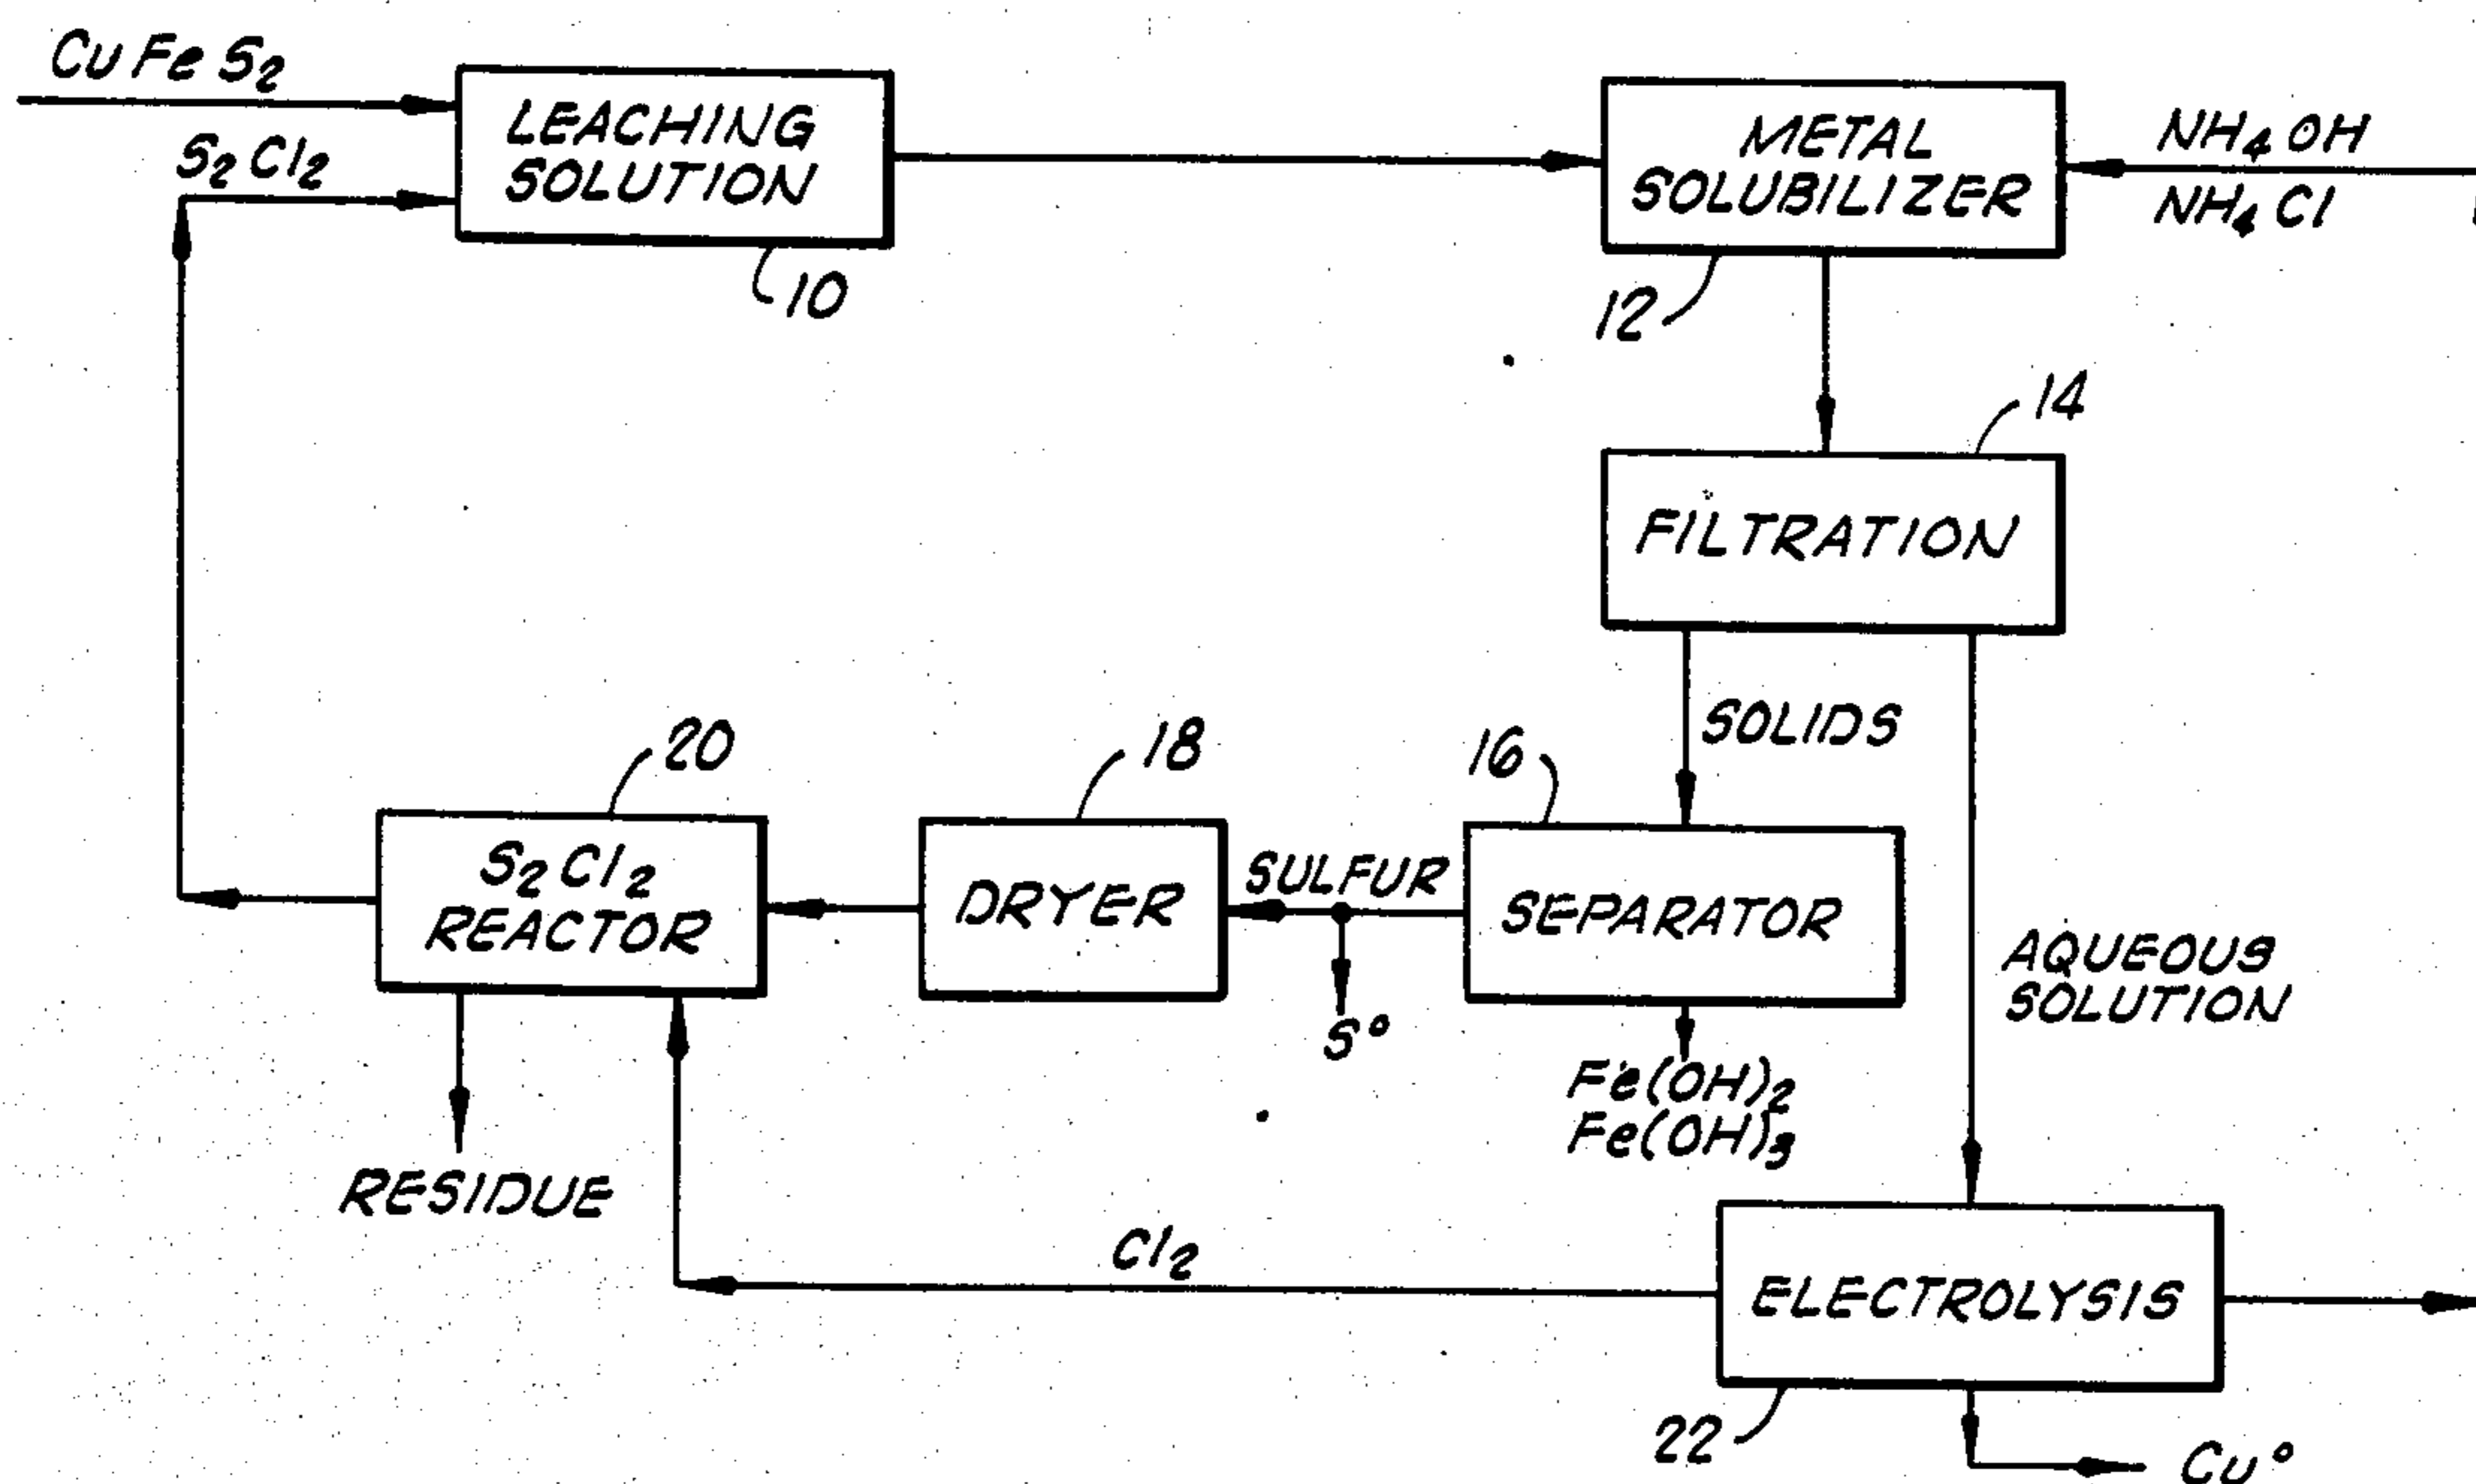 CuFeS₂
S₂Cl₂
LEACHING
SOLUTION
10
METAL
SOLUBILIZER
12
NH₄OH
NH₄Cl
14
FILTRATION
SOLIDS
AQUEOUS
SOLUTION
16
SEPARATOR
Fe(OH)₂
Fe(OH)₃
SULFUR
S°
18
DRYER
20
S₂Cl₂
REACTOR
RESIDUE
Cl₂
ELECTROLYSIS
22
Cu°